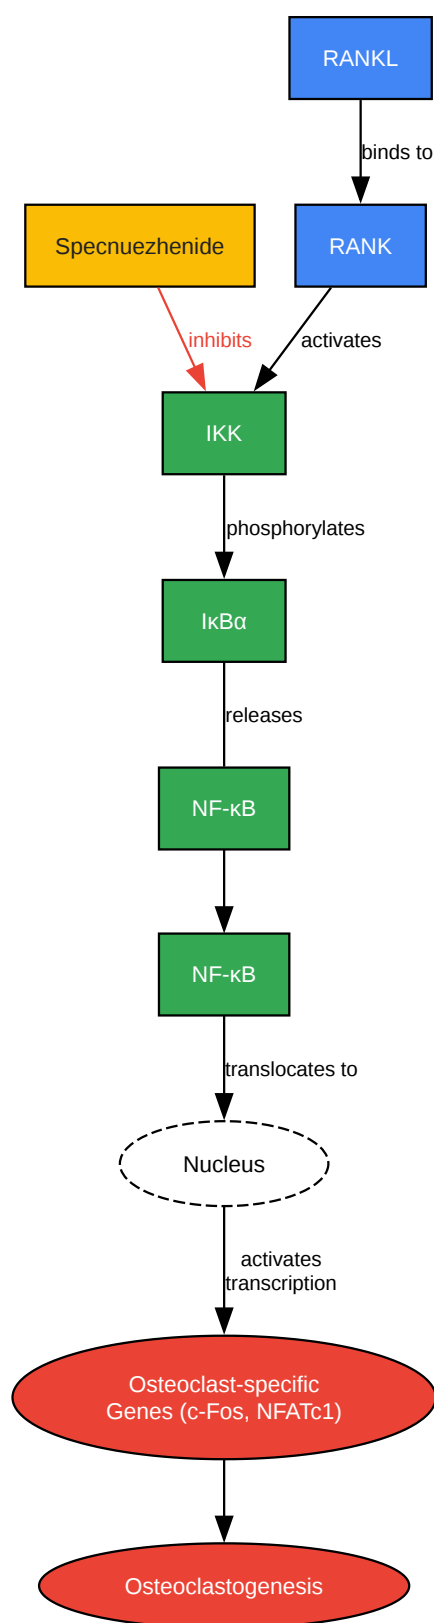 RANKL
binds to
Specnuezhenide
RANK
inhibits
activates
IKK
phosphorylates
IκBα
releases
NF-κB
NF-κB
translocates to
Nucleus
activates
transcription
Osteoclast-specific
Genes (c-Fos, NFATc1)
Osteoclastogenesis